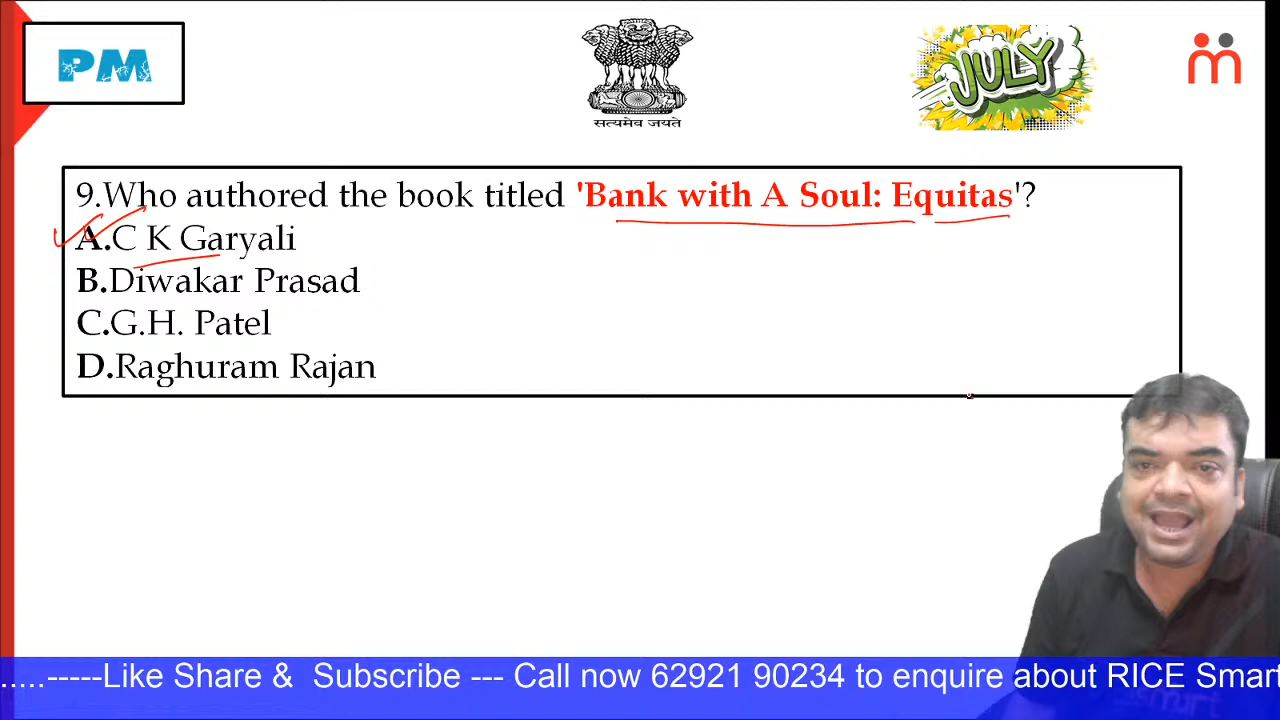 PM
सत्यमेव जयते
JULY
9.Who authored the book titled 'Bank with A Soul: Equitas'?
A.C K Garyali
B.Diwakar Prasad
C.G.H. Patel
D.Raghuram Rajan
.....-----Like Share & Subscribe --- Call now 62921 90234 to enquire about RICE Smart